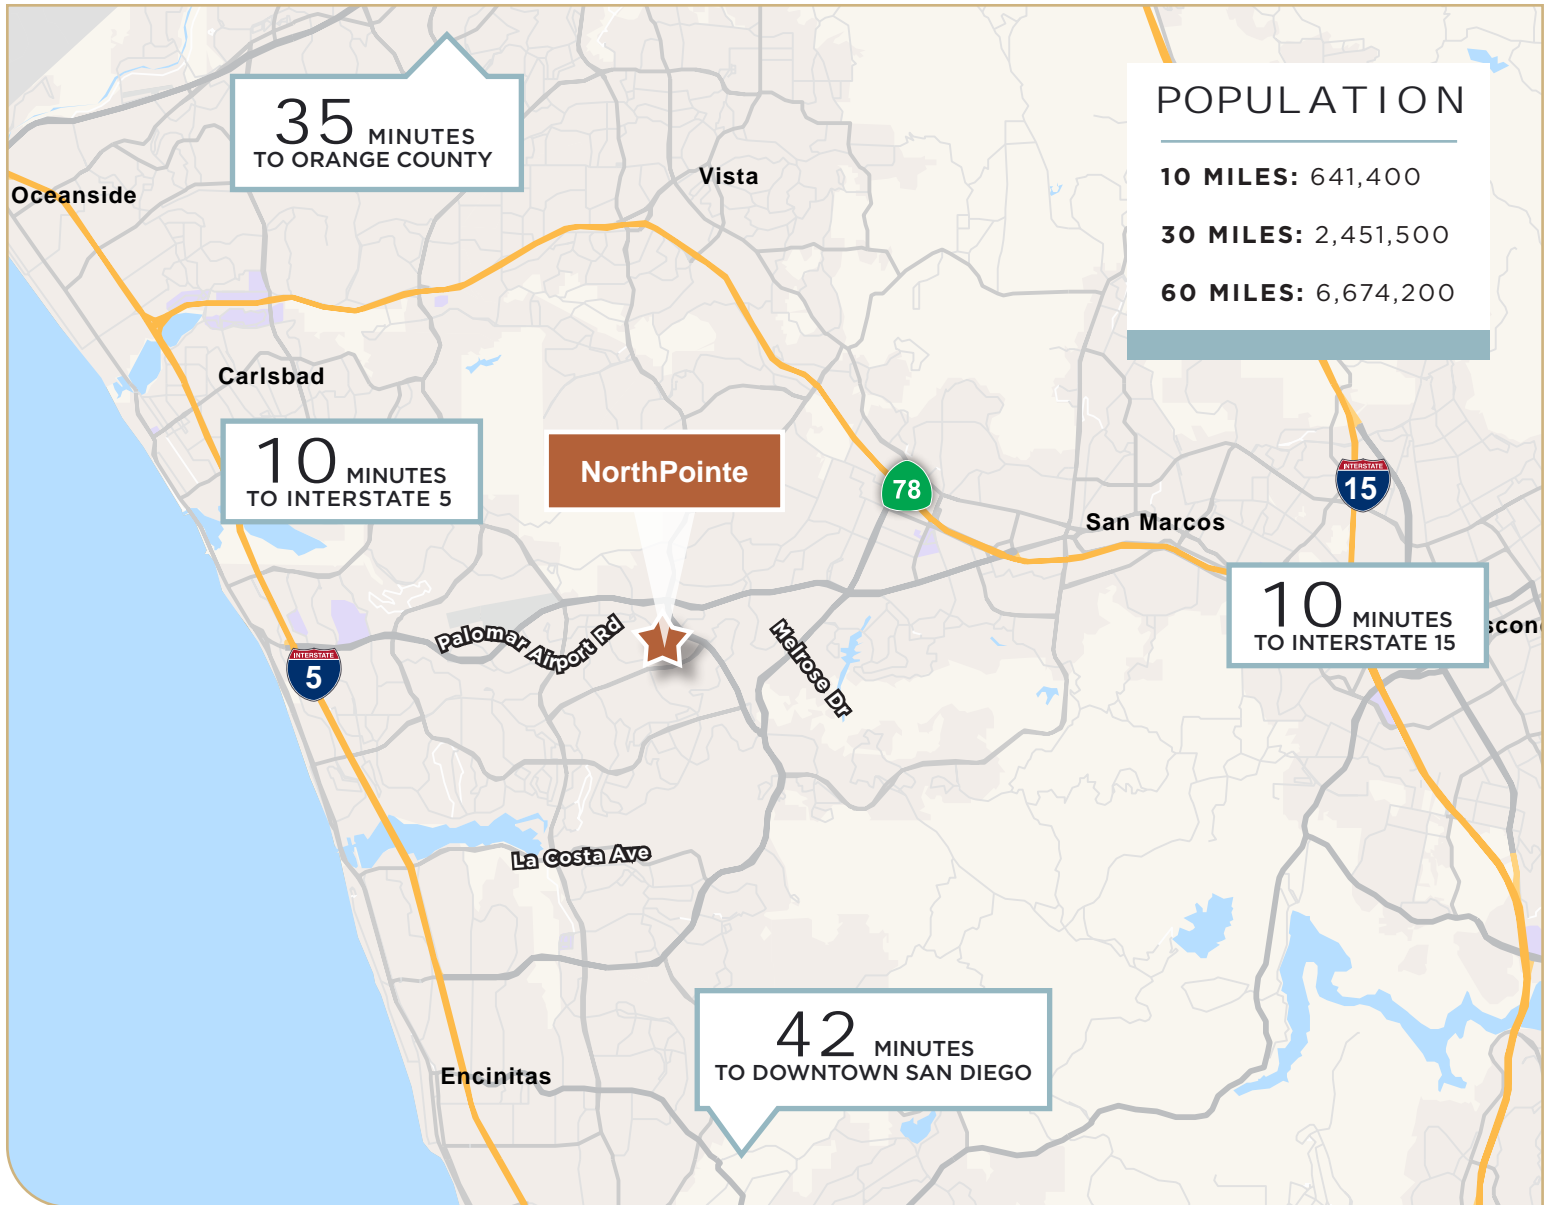 35 MINUTES
TO ORANGE COUNTY
POPULATION
10 MILES: 641,400
30 MILES: 2,451,500
60 MILES: 6,674,200
Oceanside
Vista
Carlsbad
10 MINUTES
TO INTERSTATE 5
NorthPointe
78
INTERSTATE
15
San Marcos
10 MINUTES
TO INTERSTATE 15
scon
Palomar Airport Rd
Melrose Dr
INTERSTATE
5
La Costa Ave
42 MINUTES
TO DOWNTOWN SAN DIEGO
Encinitas